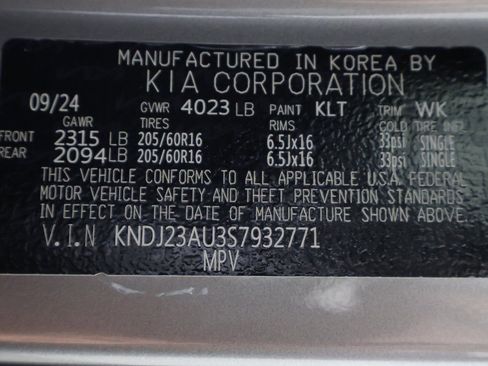 MANUFACTURED IN KOREA BY
KIA CORPORATION
09/24 GVWR 4023 LB PAINT KLT TRIM WK
GAWR TIRES RIMS COLD TIRE INFL
FRONT 2315 LB 205/60R16 6.5Jx16 33psi SINGLE
REAR 2094 LB 205/60R16 6.5Jx16 33psi SINGLE
THIS VEHICLE CONFORMS TO ALL APPLICABLE U.S.A. FEDERAL
MOTOR VEHICLE SAFETY AND THEFT PREVENTION STANDARDS
IN EFFECT ON THE DATE OF MANUFACTURE SHOWN ABOVE.
V.I.N KNDJ23AU3S7932771
MPV